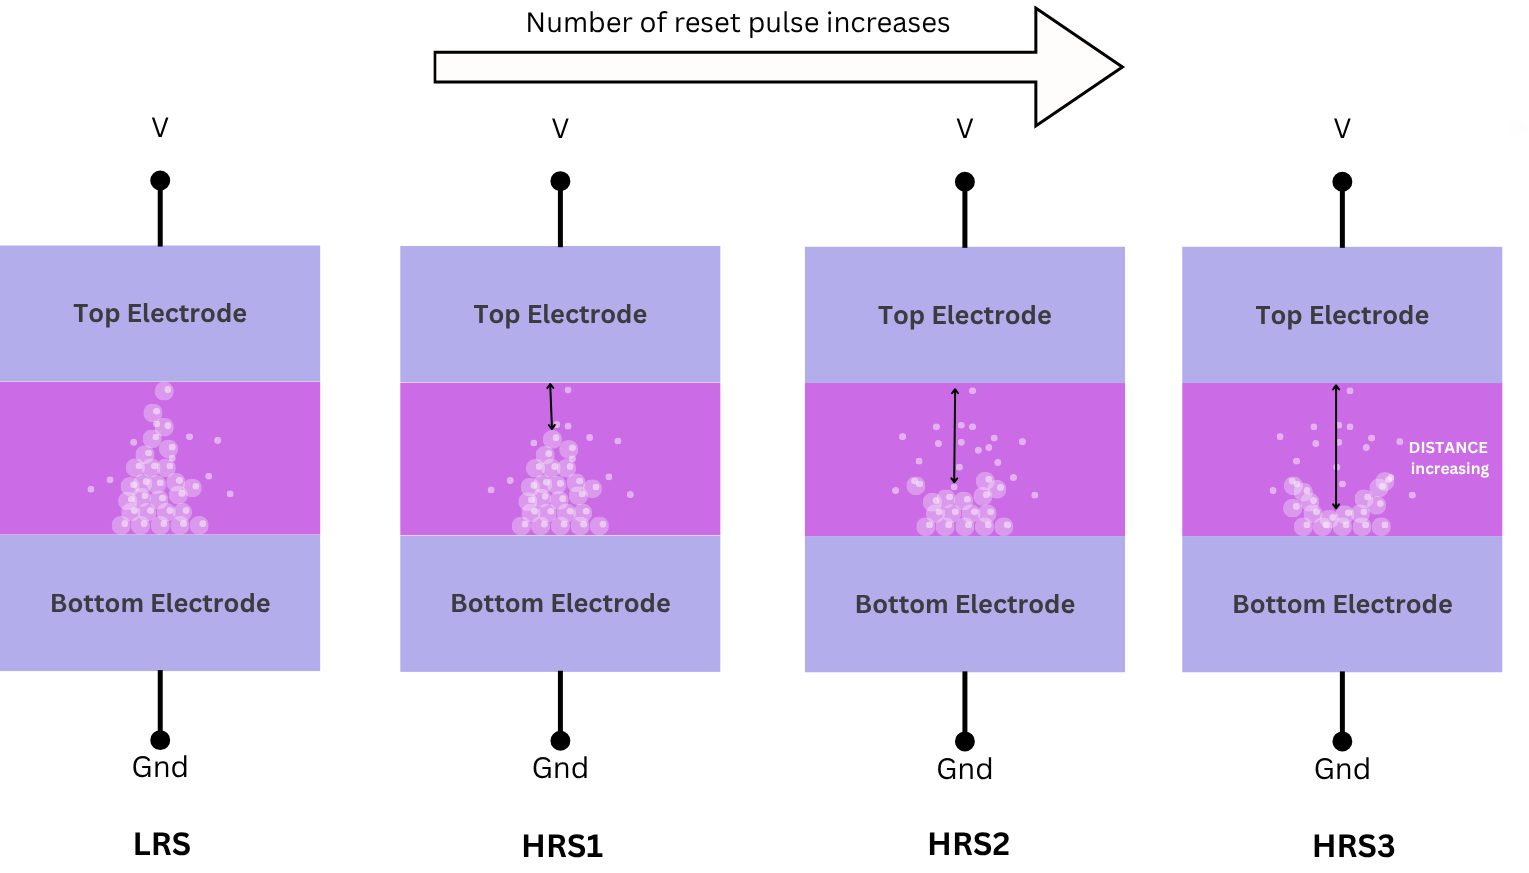 Number of reset pulse increases
V
V
V
V
Top Electrode
Top Electrode
Top Electrode
Top Electrode
DISTANCE
increasing
Bottom Electrode
Bottom Electrode
Bottom Electrode
Bottom Electrode
Gnd
Gnd
Gnd
Gnd
LRS
HRS1
HRS2
HRS3